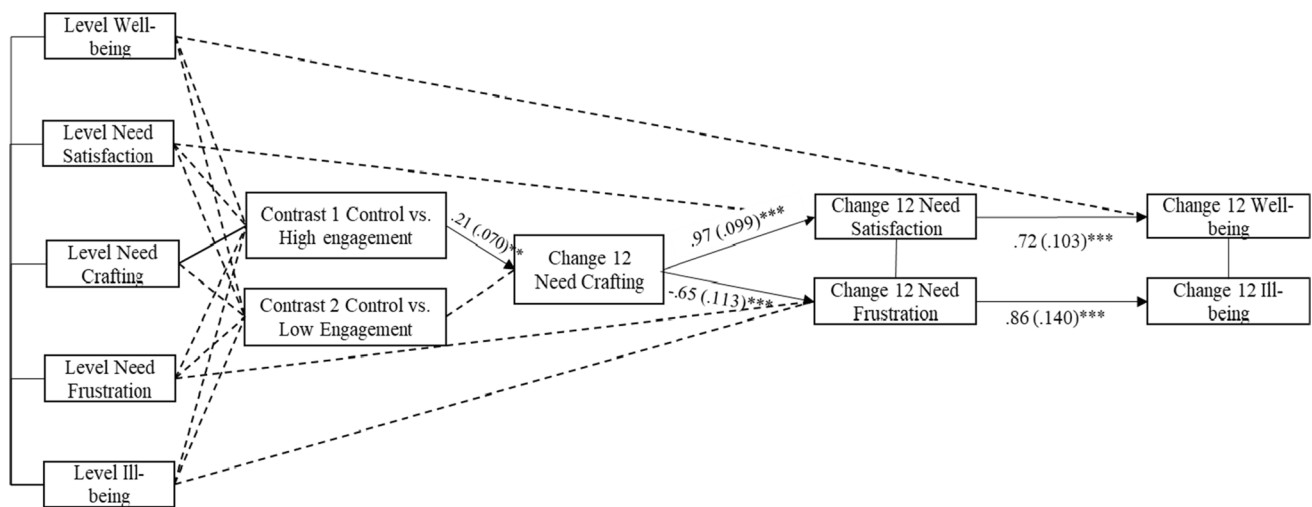 Level Well-
being
Level Need
Satisfaction
Level Need
Crafting
Level Need
Frustration
Level Ill-
being
Contrast 1 Control vs.
High engagement
Contrast 2 Control vs.
Low Engagement
.21 (.070)**
Change 12
Need Crafting
.97 (.099)***
-.65 (.113)***
Change 12 Need
Satisfaction
Change 12 Need
Frustration
.72 (.103)***
.86 (.140)***
Change 12 Well-
being
Change 12 Ill-
being